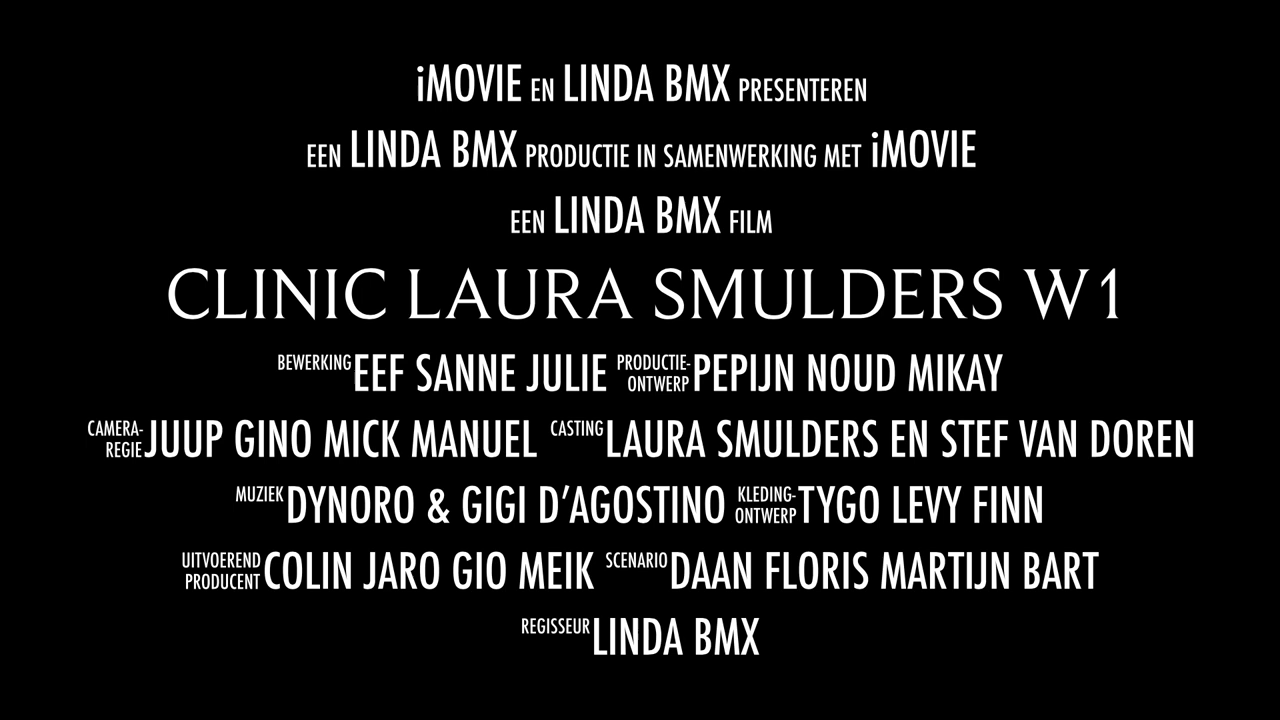 iMOVIE EN LINDA BMX PRESENTEREN
EEN LINDA BMX PRODUCTIE IN SAMENWERKING MET iMOVIE
EEN LINDA BMX FILM
CLINIC LAURA SMULDERS W1
BEWERKING EEF SANNE JULIE PRODUCTIE-ONTWERP PEPIJN NOUD MIKAY
CAMERA-REGIE JUUP GINO MICK MANUEL CASTING LAURA SMULDERS EN STEF VAN DOREN
MUZIEK DYNORO & GIGI D’AGOSTINO KLEDING-ONTWERP TYGO LEVY FINN
UITVOEREND PRODUCENT COLIN JARO GIO MEIK SCENARIO DAAN FLORIS MARTIJN BART
REGISSEUR LINDA BMX